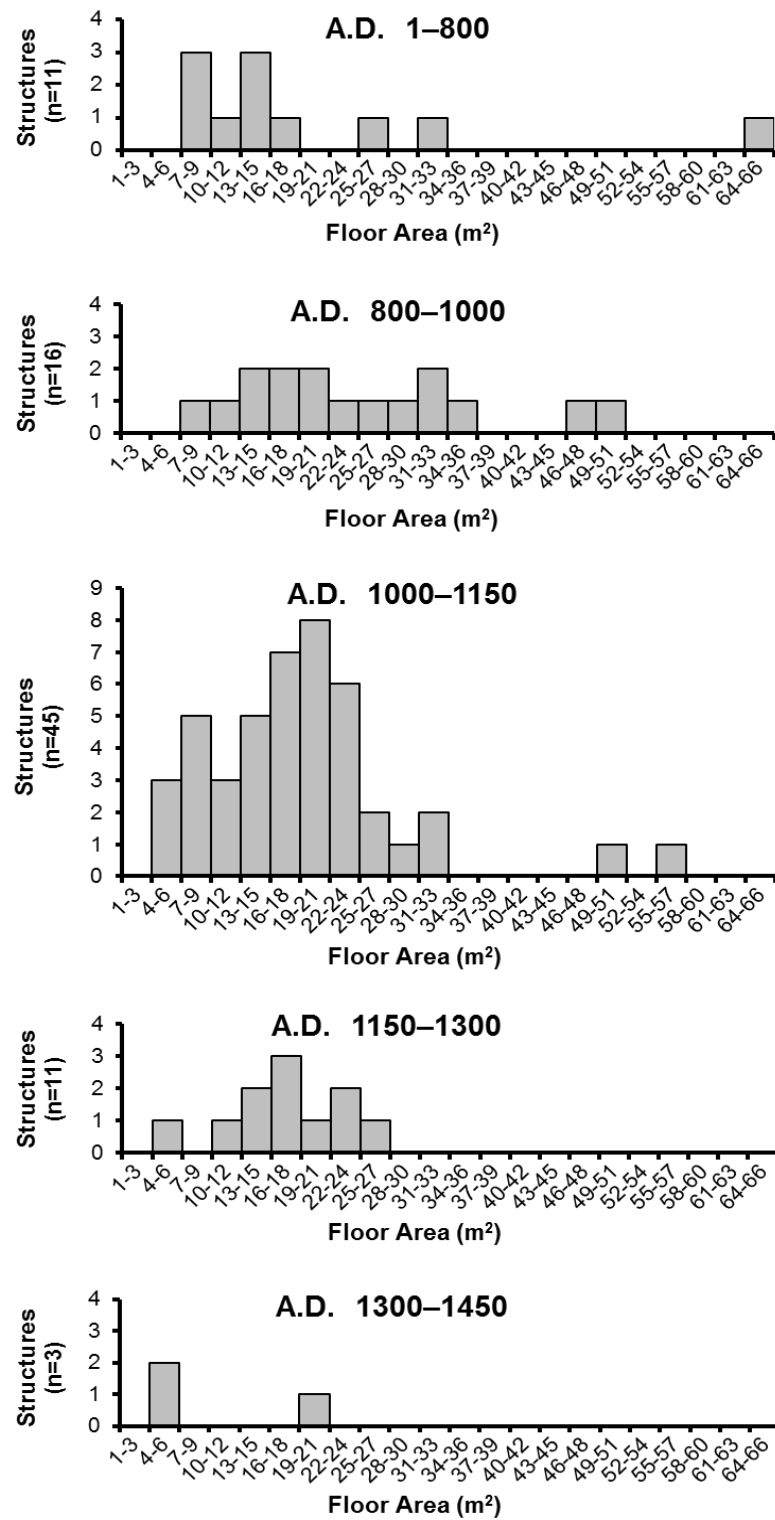 A.D. 1–800
Structures
(n=11)
4
3
2
1
0
1-3 4-6 7-9 10-12 13-15 16-18 19-21 22-24 25-27 28-30 31-33 34-36 37-39 40-42 43-45 46-48 49-51 52-54 55-57 58-60 61-63 64-66
Floor Area (m²)
A.D. 800–1000
Structures
(n=16)
4
3
2
1
0
1-3 4-6 7-9 10-12 13-15 16-18 19-21 22-24 25-27 28-30 31-33 34-36 37-39 40-42 43-45 46-48 49-51 52-54 55-57 58-60 61-63 64-66
Floor Area (m²)
A.D. 1000–1150
Structures
(n=45)
9
8
7
6
5
4
3
2
1
0
1-3 4-6 7-9 10-12 13-15 16-18 19-21 22-24 25-27 28-30 31-33 34-36 37-39 40-42 43-45 46-48 49-51 52-54 55-57 58-60 61-63 64-66
Floor Area (m²)
A.D. 1150–1300
Structures
(n=11)
4
3
2
1
0
1-3 4-6 7-9 10-12 13-15 16-18 19-21 22-24 25-27 28-30 31-33 34-36 37-39 40-42 43-45 46-48 49-51 52-54 55-57 58-60 61-63 64-66
Floor Area (m²)
A.D. 1300–1450
Structures
(n=3)
4
3
2
1
0
1-3 4-6 7-9 10-12 13-15 16-18 19-21 22-24 25-27 28-30 31-33 34-36 37-39 40-42 43-45 46-48 49-51 52-54 55-57 58-60 61-63 64-66
Floor Area (m²)